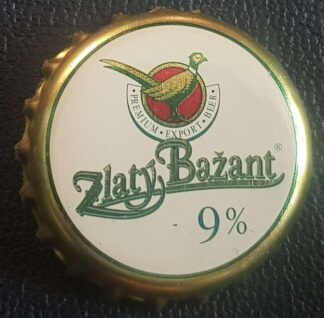 · PREMIUM · EXPORT · BEER ·
Zlatý Bažant®
9%